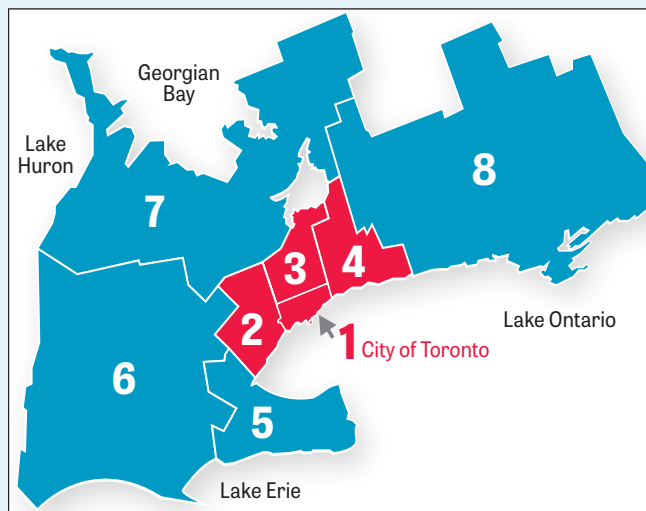 Georgian
Bay
Lake
Huron
8
7
3
4
2
Lake Ontario
1 City of Toronto
6
5
Lake Erie